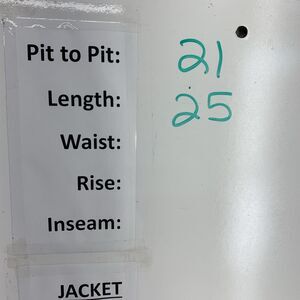 Pit to Pit: 21
Length: 25
Waist:
Rise:
Inseam:
JACKET